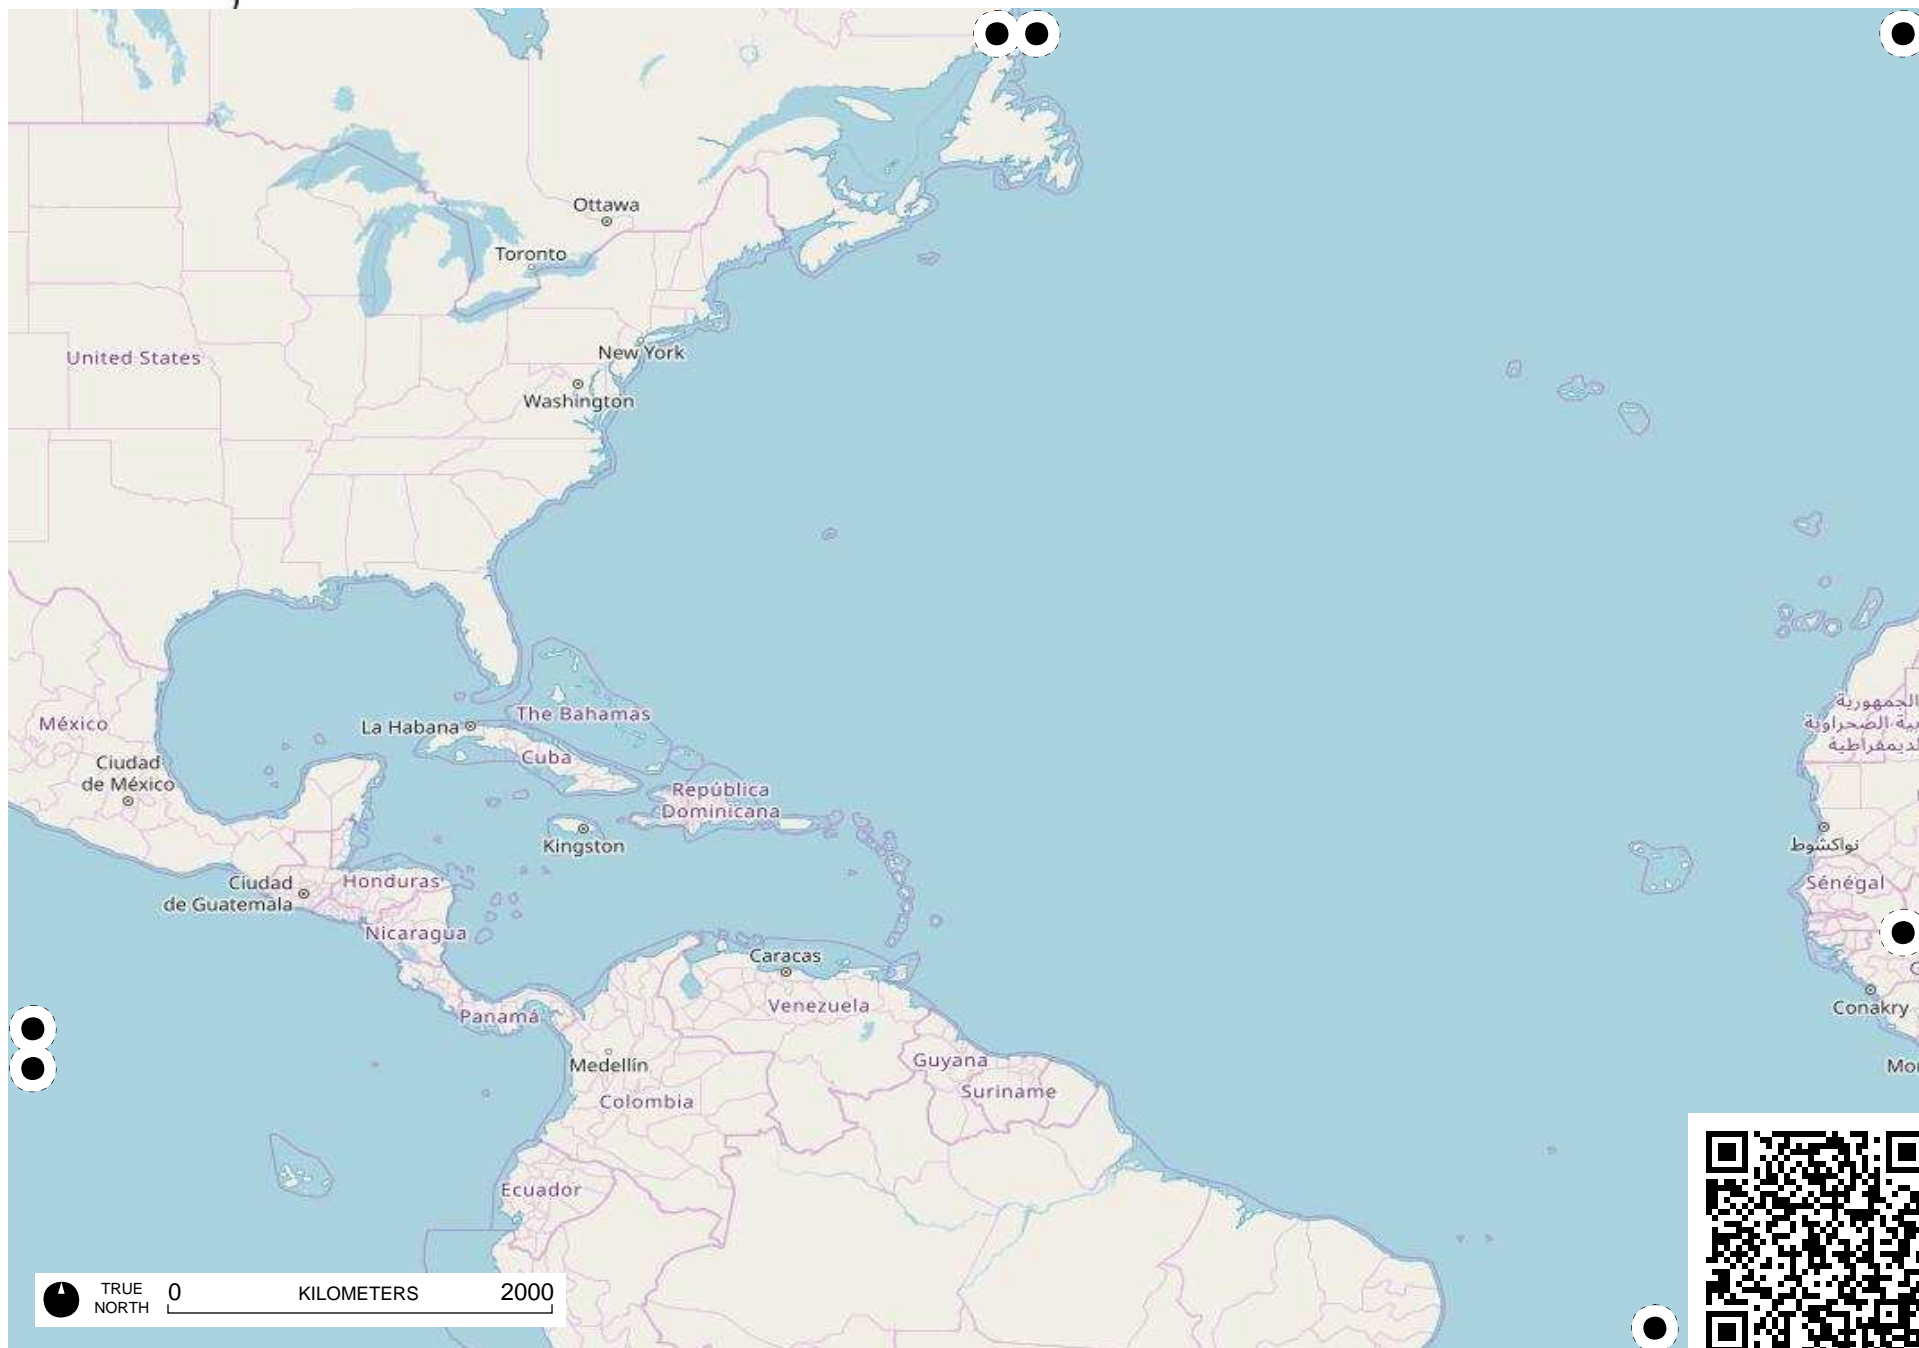 Ottawa
Toronto
New York
United States
Washington
The Bahamas
La Habana
México
Cuba
Ciudad
de México
República
Dominicana
Kingston
الجمهورية
نواكشوط
Ciudad
de Guatemala
Honduras
Sénégal
Nicaragua
Caracas
Venezuela
Panamá
Conakry
Medellín
Guyana
Suriname
Colombia
Ecuador
TRUE
NORTH
0
KILOMETERS
2000